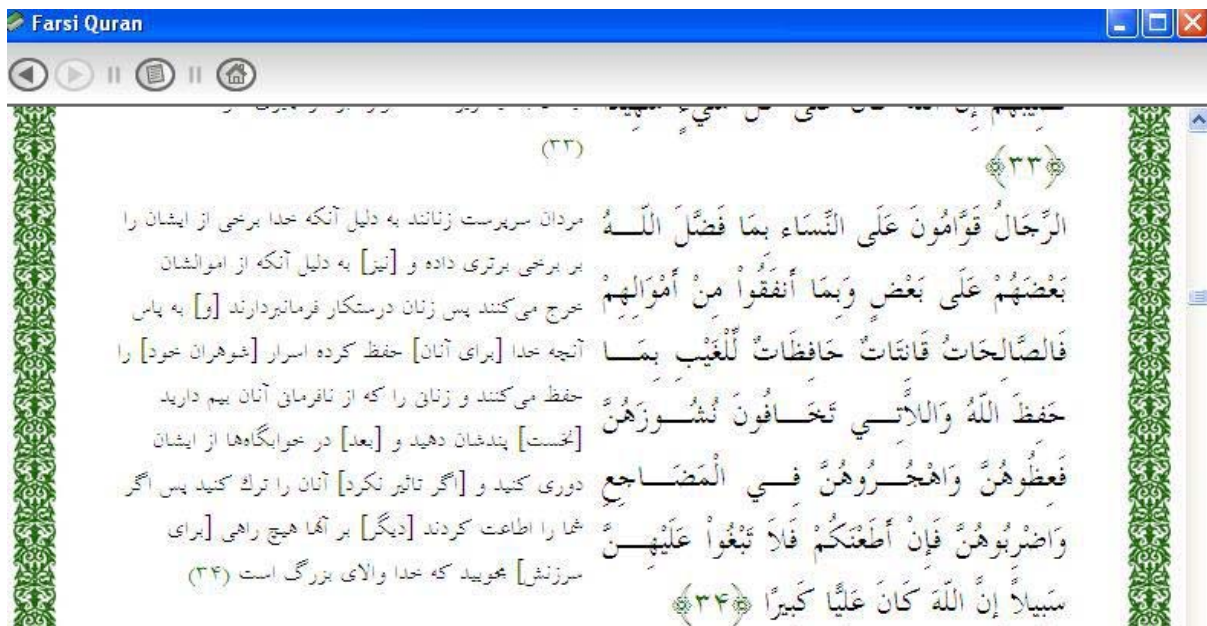 Farsi Quran
نَصِيبَهُمْ إِنَّ اللّهَ كَانَ عَلَى كُلِّ شَيْءٍ شَهِيدًا
﴿۳۳﴾
الرِّجَالُ قَوَّامُونَ عَلَى النِّسَاء بِمَا فَضَّلَ اللّهُ
بَعْضَهُمْ عَلَى بَعْضٍ وَبِمَا أَنفَقُواْ مِنْ أَمْوَالِهِمْ
فَالصَّالِحَاتُ قَانِتَاتٌ حَافِظَاتٌ لِّلْغَيْبِ بِمَا
حَفِظَ اللّهُ وَاللاَّتِي تَخَافُونَ نُشُوزَهُنَّ
فَعِظُوهُنَّ وَاهْجُرُوهُنَّ فِي الْمَضَاجِعِ
وَاضْرِبُوهُنَّ فَإِنْ أَطَعْنَكُمْ فَلاَ تَبْغُواْ عَلَيْهِنَّ
سَبِيلاً إِنَّ اللّهَ كَانَ عَلِيًّا كَبِيرًا ﴿۳۴﴾
(۳۳)
مردان سرپرست زنانند به دلیل آنکه خدا برخی از ایشان را
بر برخی برتری داده و [نیز] به دلیل آنکه از اموالشان
خرج می‌کنند پس زنان درستکار فرمانبردارند [و] به پاس
آنچه خدا [برای آنان] حفظ کرده اسرار [شوهران خود] را
حفظ می‌کنند و زنانی را که از نافرمانی آنان بیم دارید
[نخست] پندشان دهید و [بعد] در خوابگاهها از ایشان
دوری کنید و [اگر تاثیر نکرد] آنان را ترك کنید پس اگر
شما را اطاعت کردند [دیگر] بر آنها هیچ راهی [برای
سرزنش] مجویید که خدا والای بزرگ است (۳۴)